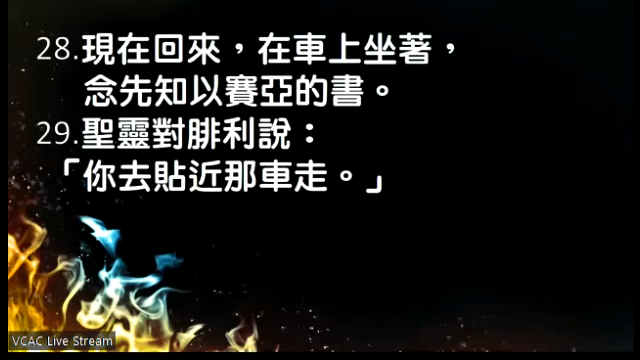 28.現在回來，在車上坐著，
念先知以賽亞的書。
29.聖靈對腓利說：
「你去貼近那車走。」
VCAC Live Stream